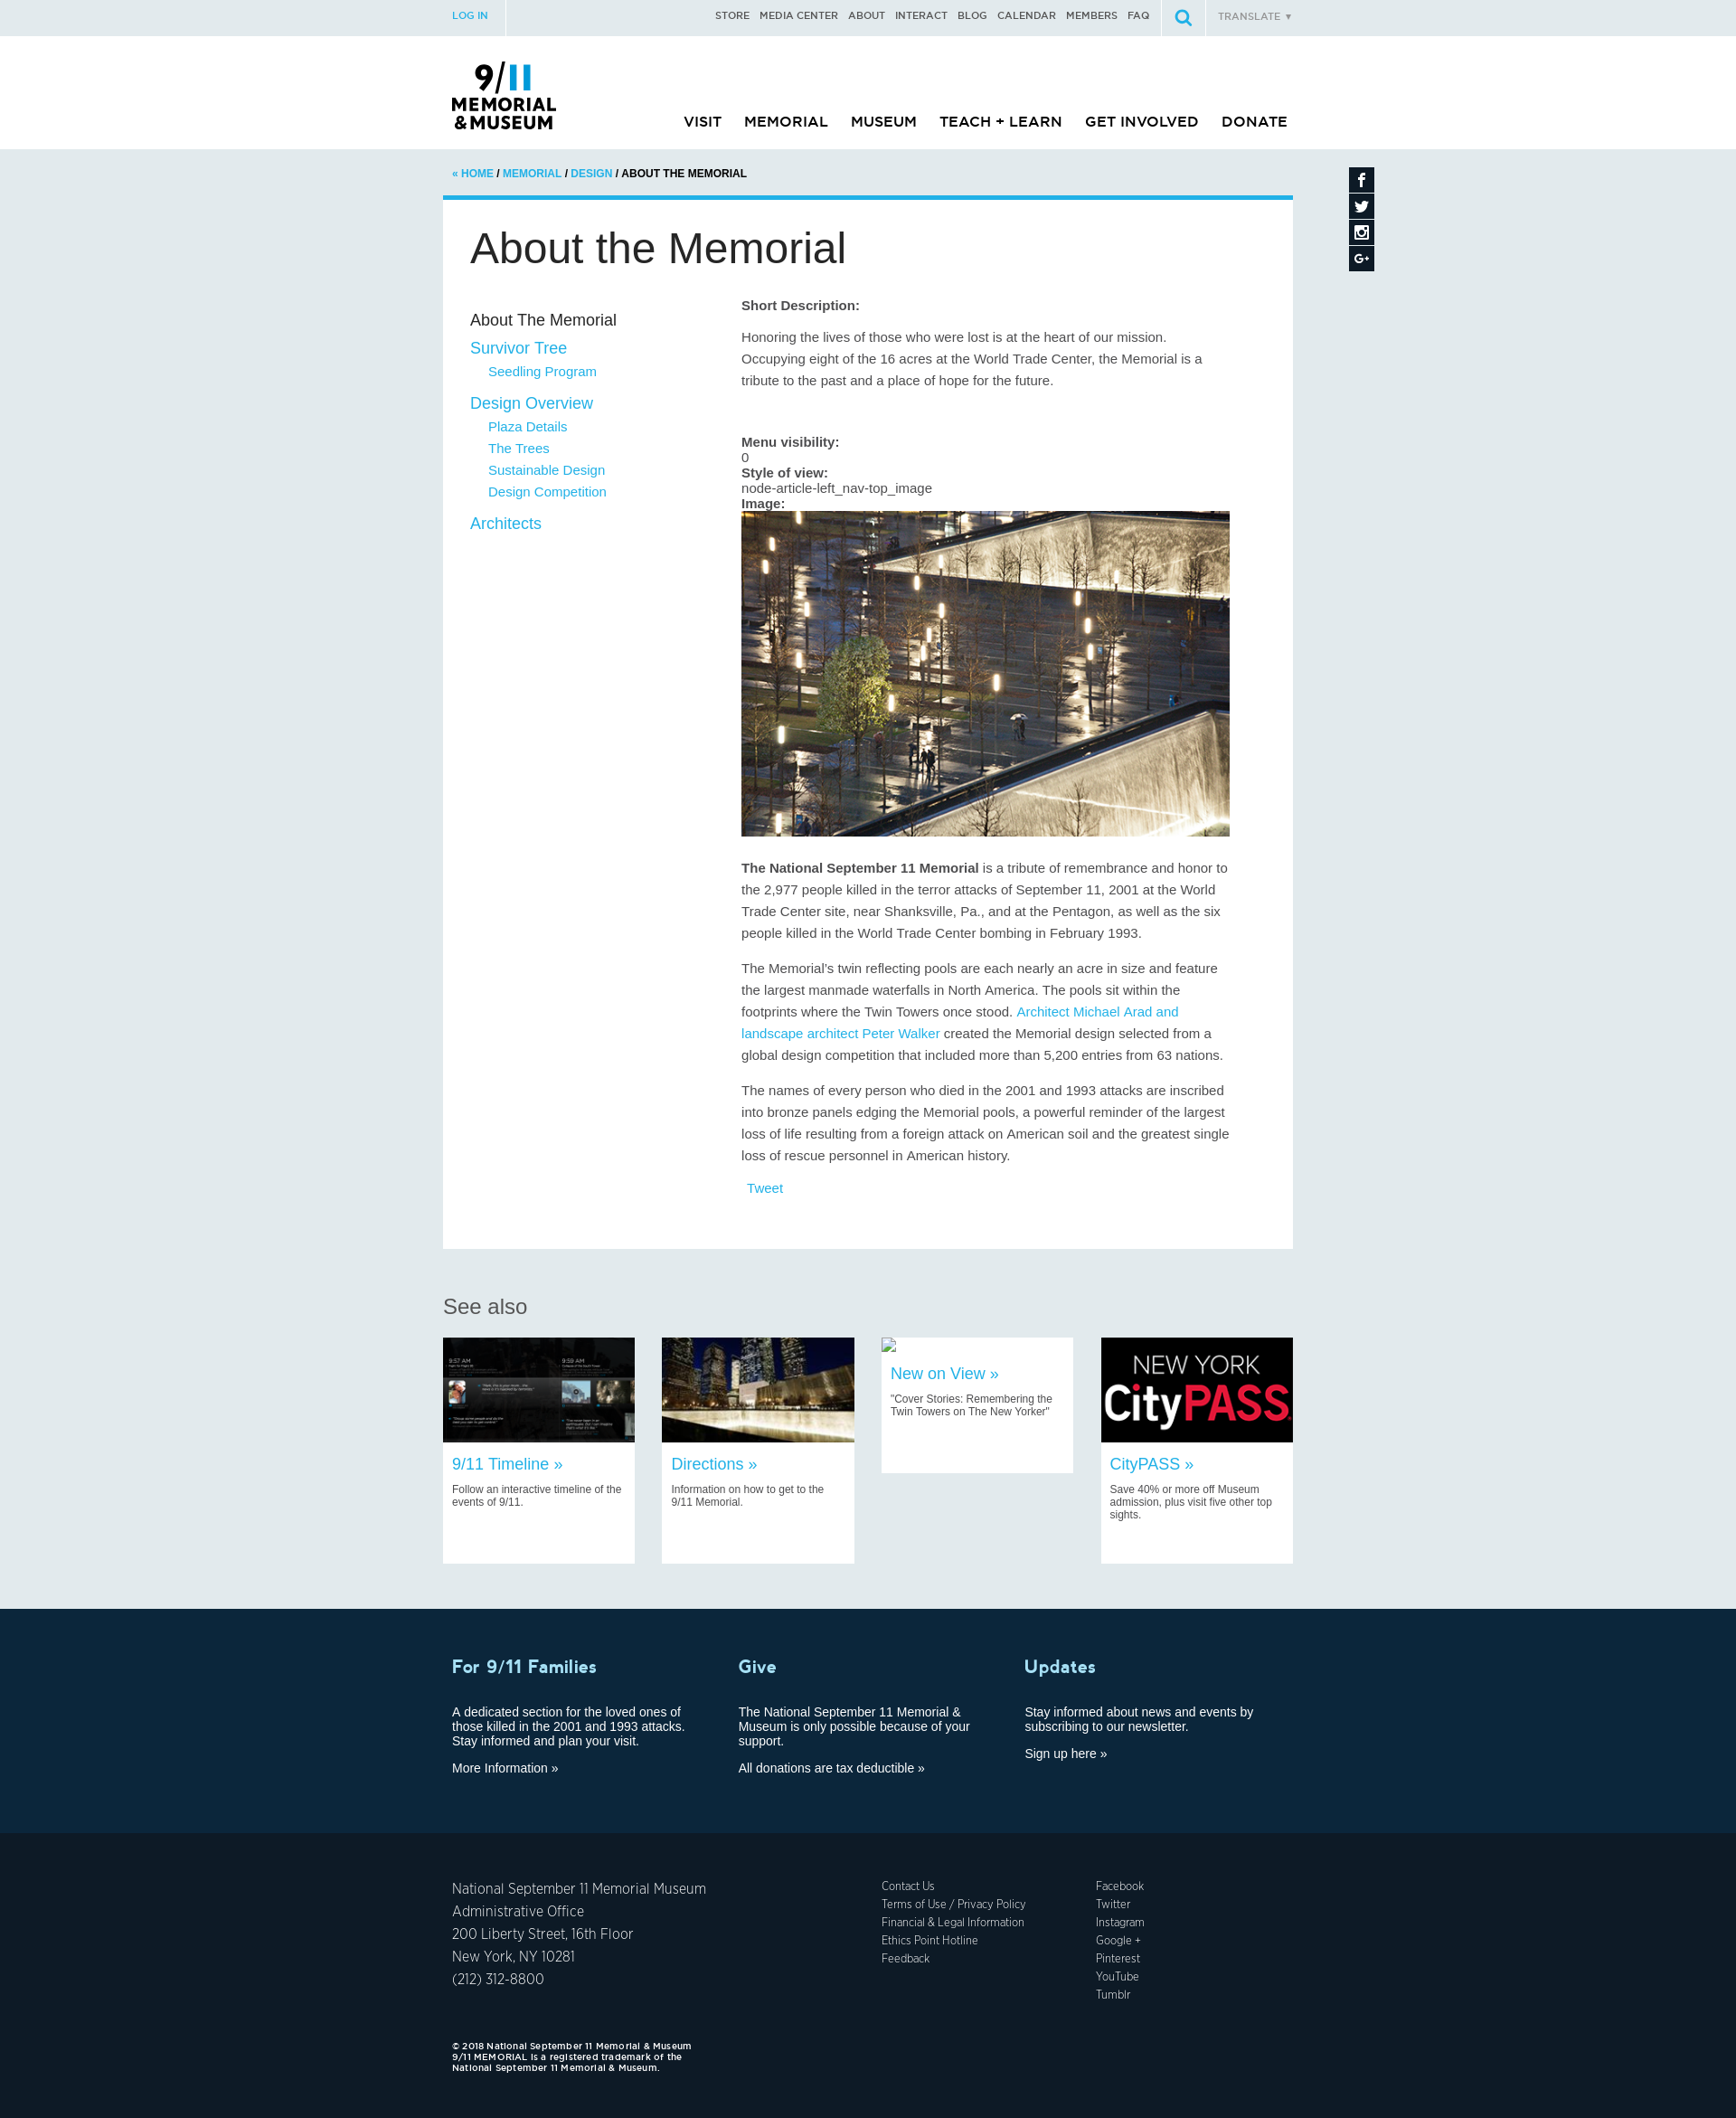 LOG IN
STORE MEDIA CENTER ABOUT INTERACT BLOG CALENDAR MEMBERS FAQ
TRANSLATE ▼
9/11
MEMORIAL
&MUSEUM
VISIT MEMORIAL MUSEUM TEACH + LEARN GET INVOLVED DONATE
« HOME / MEMORIAL / DESIGN / ABOUT THE MEMORIAL
About the Memorial
About The Memorial
Survivor Tree
Seedling Program
Design Overview
Plaza Details
The Trees
Sustainable Design
Design Competition
Architects
Short Description:
Honoring the lives of those who were lost is at the heart of our mission.
Occupying eight of the 16 acres at the World Trade Center, the Memorial is a
tribute to the past and a place of hope for the future.
Menu visibility:
0
Style of view:
node-article-left_nav-top_image
Image:
The National September 11 Memorial is a tribute of remembrance and honor to
the 2,977 people killed in the terror attacks of September 11, 2001 at the World
Trade Center site, near Shanksville, Pa., and at the Pentagon, as well as the six
people killed in the World Trade Center bombing in February 1993.
The Memorial's twin reflecting pools are each nearly an acre in size and feature
the largest manmade waterfalls in North America. The pools sit within the
footprints where the Twin Towers once stood. Architect Michael Arad and
landscape architect Peter Walker created the Memorial design selected from a
global design competition that included more than 5,200 entries from 63 nations.
The names of every person who died in the 2001 and 1993 attacks are inscribed
into bronze panels edging the Memorial pools, a powerful reminder of the largest
loss of life resulting from a foreign attack on American soil and the greatest single
loss of rescue personnel in American history.
Tweet
See also
9:57 AM
9:59 AM
9/11 Timeline »
Follow an interactive timeline of the
events of 9/11.
Directions »
Information on how to get to the
9/11 Memorial.
New on View »
"Cover Stories: Remembering the
Twin Towers on The New Yorker"
NEW YORK
CityPASS
CityPASS »
Save 40% or more off Museum
admission, plus visit five other top
sights.
For 9/11 Families
A dedicated section for the loved ones of
those killed in the 2001 and 1993 attacks.
Stay informed and plan your visit.
More Information »
Give
The National September 11 Memorial &
Museum is only possible because of your
support.
All donations are tax deductible »
Updates
Stay informed about news and events by
subscribing to our newsletter.
Sign up here »
National September 11 Memorial Museum
Administrative Office
200 Liberty Street, 16th Floor
New York, NY 10281
(212) 312-8800
Contact Us
Terms of Use / Privacy Policy
Financial & Legal Information
Ethics Point Hotline
Feedback
Facebook
Twitter
Instagram
Google +
Pinterest
YouTube
Tumblr
© 2018 National September 11 Memorial & Museum
9/11 MEMORIAL is a registered trademark of the
National September 11 Memorial & Museum.